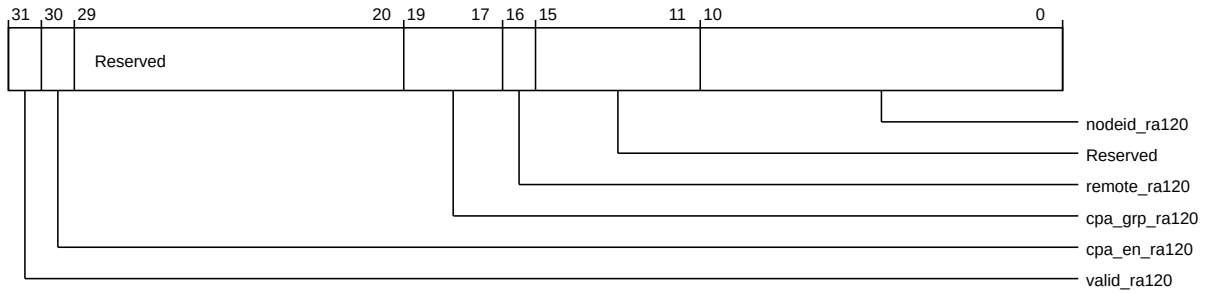 31 30 29 20 19 17 16 15 11 10 0
Reserved
nodeid_ra120
Reserved
remote_ra120
cpa_grp_ra120
cpa_en_ra120
valid_ra120